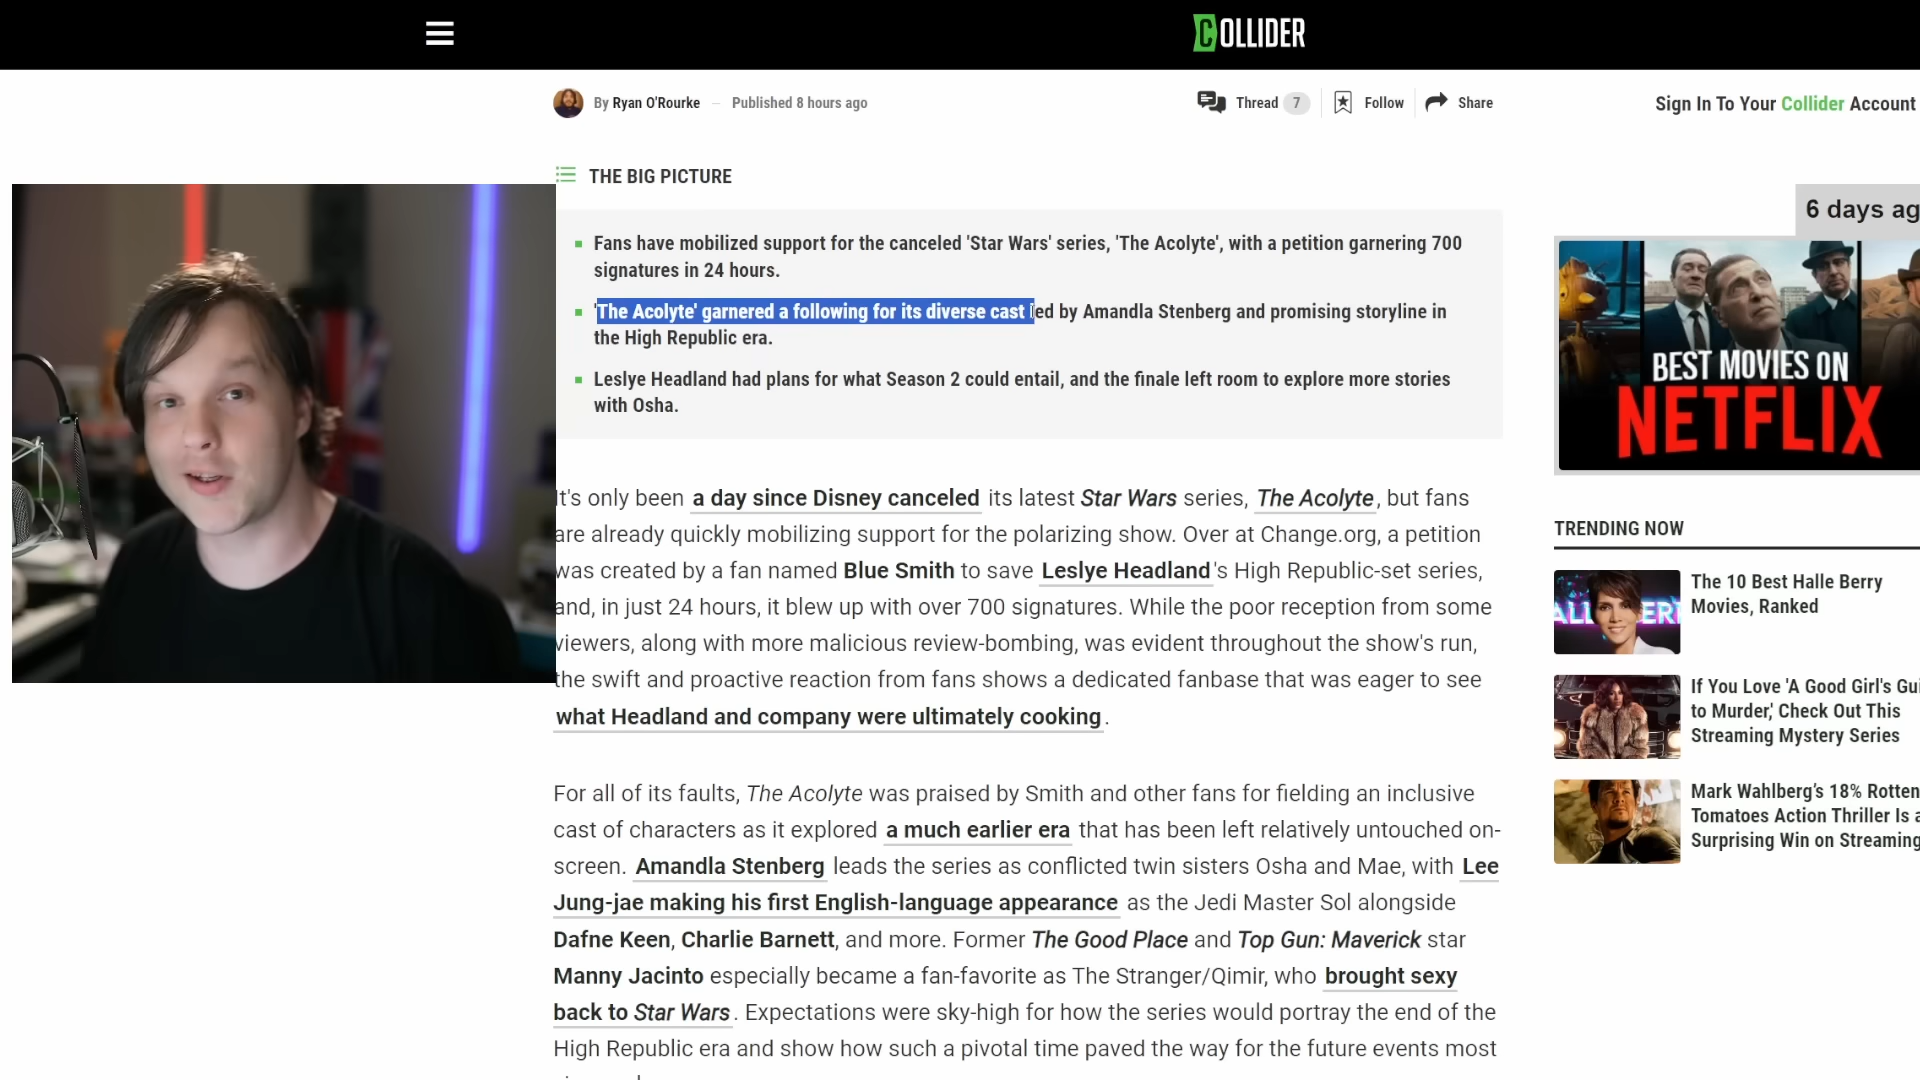 COLLIDER
By Ryan O'Rourke — Published 8 hours ago
Thread 7 Follow Share
Sign In To Your Collider Account
THE BIG PICTURE
Fans have mobilized support for the canceled 'Star Wars' series, 'The Acolyte', with a petition garnering 700
signatures in 24 hours.
'The Acolyte' garnered a following for its diverse cast led by Amandla Stenberg and promising storyline in
the High Republic era.
Leslye Headland had plans for what Season 2 could entail, and the finale left room to explore more stories
with Osha.
It's only been a day since Disney canceled its latest Star Wars series, The Acolyte, but fans
are already quickly mobilizing support for the polarizing show. Over at Change.org, a petition
was created by a fan named Blue Smith to save Leslye Headland's High Republic-set series,
and, in just 24 hours, it blew up with over 700 signatures. While the poor reception from some
viewers, along with more malicious review-bombing, was evident throughout the show's run,
the swift and proactive reaction from fans shows a dedicated fanbase that was eager to see
what Headland and company were ultimately cooking.
For all of its faults, The Acolyte was praised by Smith and other fans for fielding an inclusive
cast of characters as it explored a much earlier era that has been left relatively untouched on-
screen. Amandla Stenberg leads the series as conflicted twin sisters Osha and Mae, with Lee
Jung-jae making his first English-language appearance as the Jedi Master Sol alongside
Dafne Keen, Charlie Barnett, and more. Former The Good Place and Top Gun: Maverick star
Manny Jacinto especially became a fan-favorite as The Stranger/Qimir, who brought sexy
back to Star Wars. Expectations were sky-high for how the series would portray the end of the
High Republic era and show how such a pivotal time paved the way for the future events most
6 days ag
BEST MOVIES ON
NETFLIX
TRENDING NOW
The 10 Best Halle Berry
Movies, Ranked
If You Love 'A Good Girl's Gui
to Murder,' Check Out This
Streaming Mystery Series
Mark Wahlberg's 18% Rotten
Tomatoes Action Thriller Is a
Surprising Win on Streaming